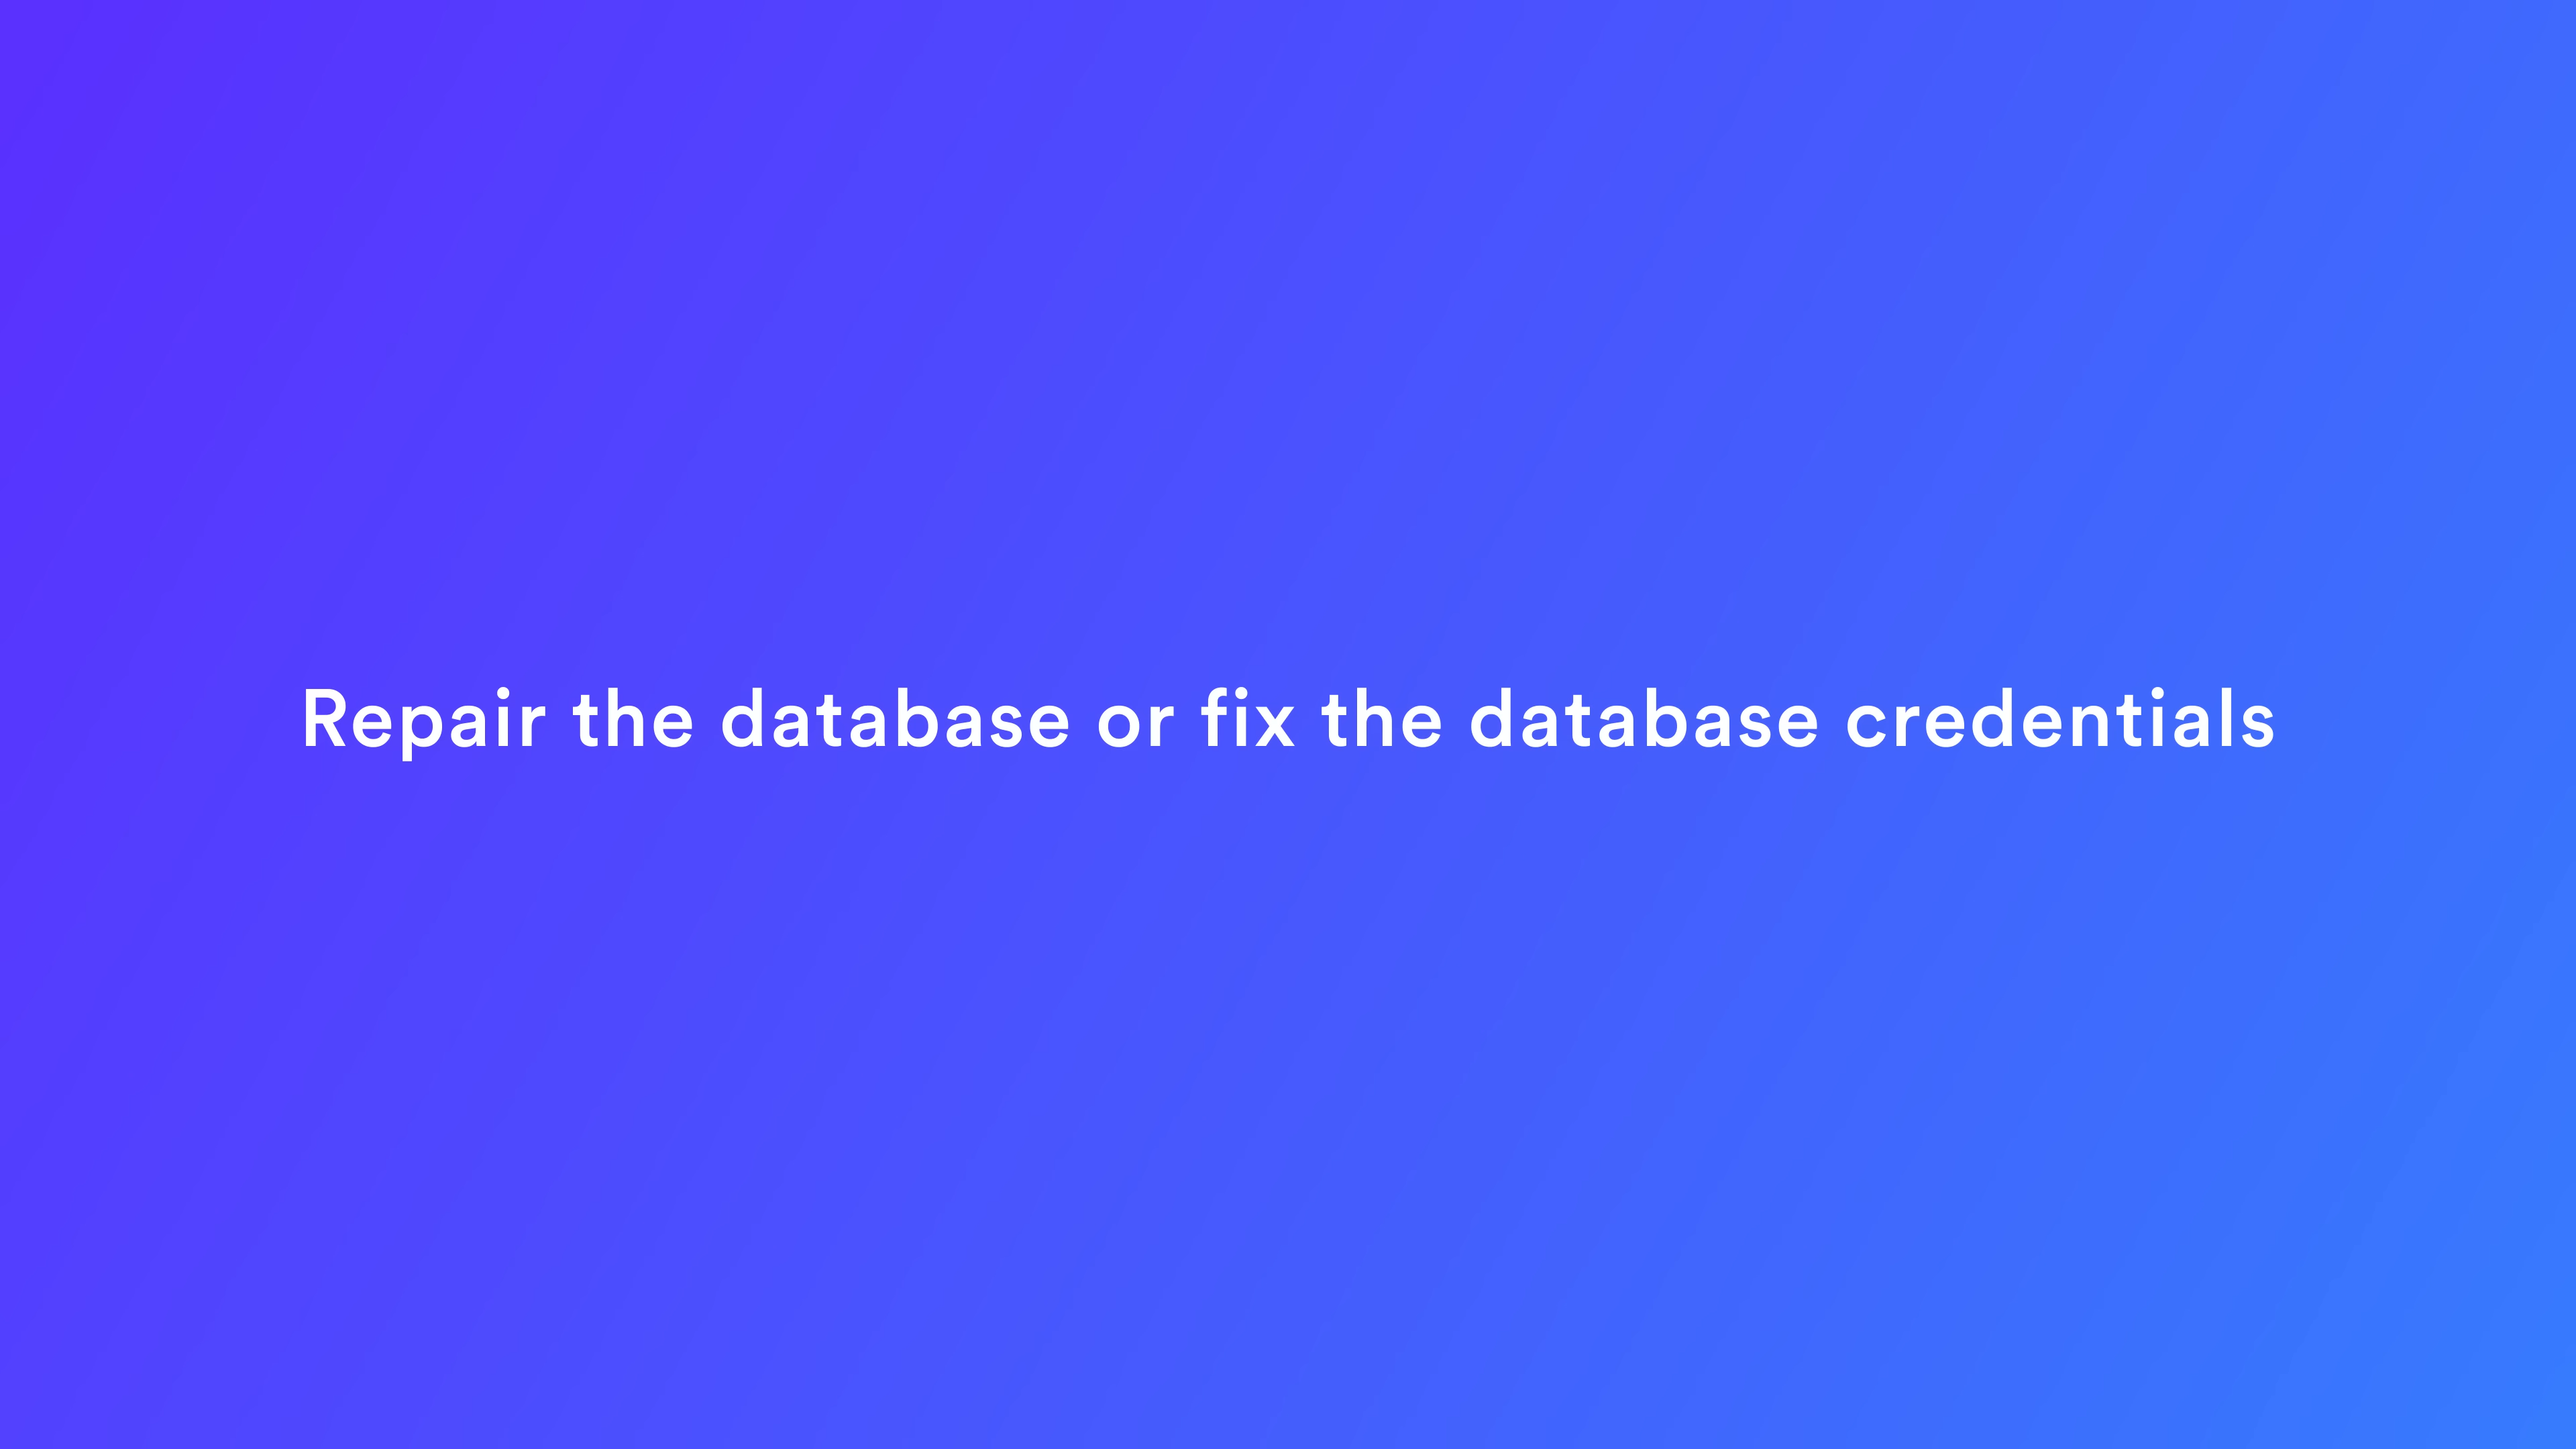 Repair the database or fix the database credentials